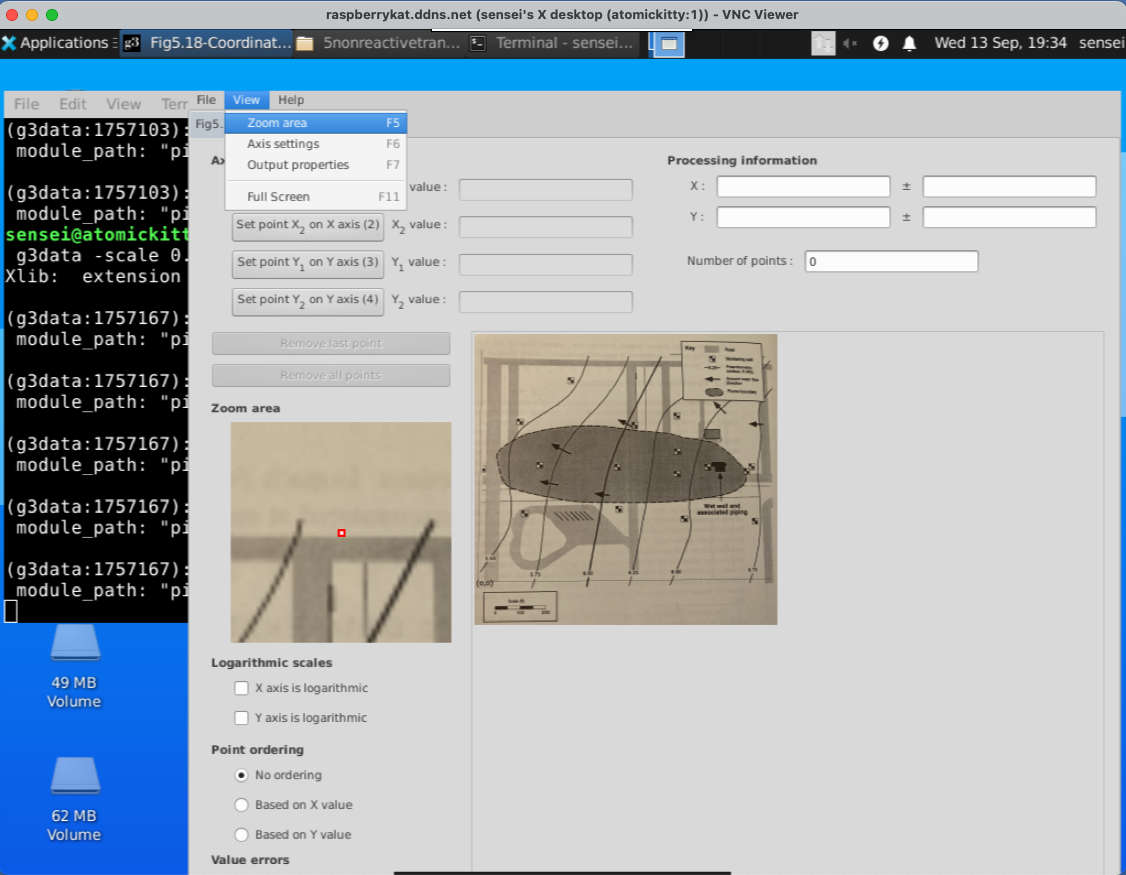 raspberrykat.ddns.net (sensei's X desktop (atomickitty:1)) - VNC Viewer
Applications
g3
Fig5.18-Coordinat...
5nonreactivetran...
Terminal - sensei...
Wed 13 Sep, 19:34
sensei
File Edit View Terr
(g3data:1757103):
module_path: "pi
(g3data:1757103):
module_path: "pi
sensei@atomickitt
g3data -scale 0.
Xlib: extension
(g3data:1757167):
module_path: "pi
(g3data:1757167):
module_path: "pi
(g3data:1757167):
module_path: "pi
(g3data:1757167):
module_path: "pi
(g3data:1757167):
module_path: "pi
49 MB
Volume
62 MB
Volume
File View Help
Fig5.
Zoom area F5
Axis settings F6
Output properties F7
Full Screen F11
Ax
value :
Set point X2 on X axis (2) X2 value :
Set point Y1 on Y axis (3) Y1 value :
Set point Y2 on Y axis (4) Y2 value :
Processing information
X : ±
Y : ±
Number of points : 0
Remove last point
Remove all points
Zoom area
Key
Wet well and
associated piping
(0,0)
Logarithmic scales
X axis is logarithmic
Y axis is logarithmic
Point ordering
No ordering
Based on X value
Based on Y value
Value errors